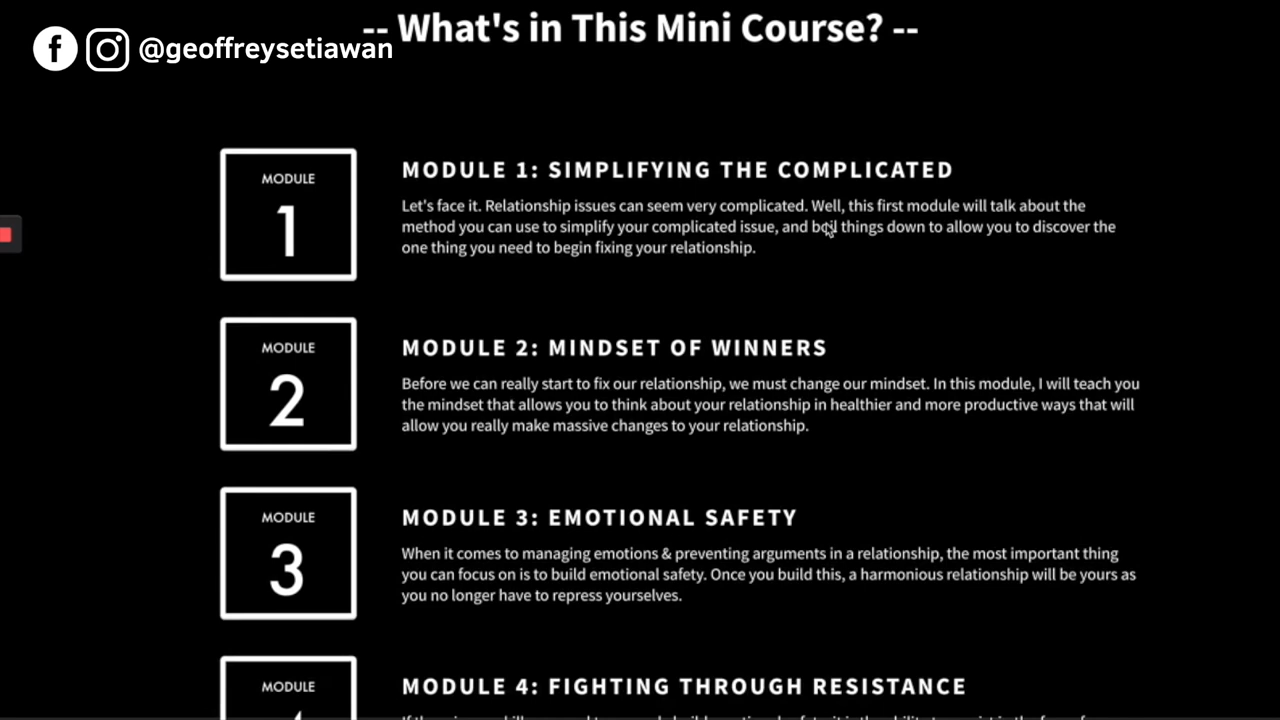 -- What's in This Mini Course? --
@geoffreysetiawan
MODULE
1
MODULE 1: SIMPLIFYING THE COMPLICATED
Let's face it. Relationship issues can seem very complicated. Well, this first module will talk about the
method you can use to simplify your complicated issue, and boil things down to allow you to discover the
one thing you need to begin fixing your relationship.
MODULE
2
MODULE 2: MINDSET OF WINNERS
Before we can really start to fix our relationship, we must change our mindset. In this module, I will teach you
the mindset that allows you to think about your relationship in healthier and more productive ways that will
allow you really make massive changes to your relationship.
MODULE
3
MODULE 3: EMOTIONAL SAFETY
When it comes to managing emotions & preventing arguments in a relationship, the most important thing
you can focus on is to build emotional safety. Once you build this, a harmonious relationship will be yours as
you no longer have to repress yourselves.
MODULE
MODULE 4: FIGHTING THROUGH RESISTANCE